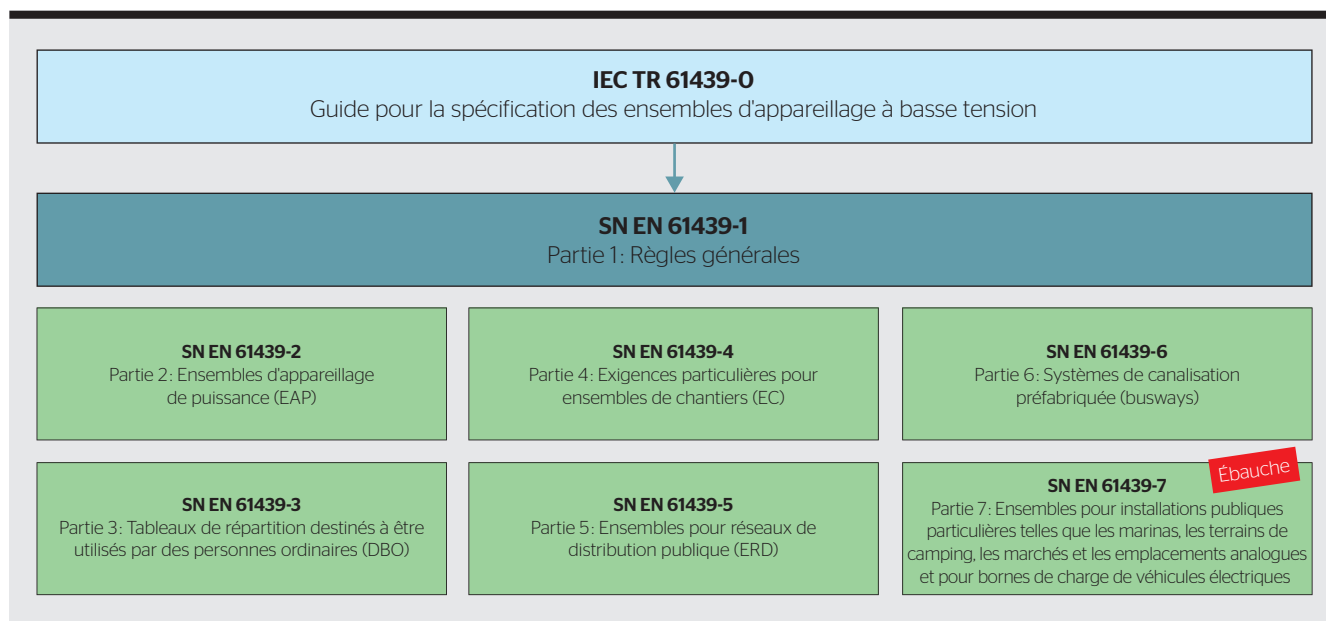 IEC TR 61439-0
Guide pour la spécification des ensembles d'appareillage à basse tension
SN EN 61439-1
Partie 1: Règles générales
SN EN 61439-2
Partie 2: Ensembles d'appareillage
de puissance (EAP)
SN EN 61439-4
Partie 4: Exigences particulières pour
ensembles de chantiers (EC)
SN EN 61439-6
Partie 6: Systèmes de canalisation
préfabriquée (busways)
SN EN 61439-3
Partie 3: Tableaux de répartition destinés à être
utilisés par des personnes ordinaires (DBO)
SN EN 61439-5
Partie 5: Ensembles pour réseaux de
distribution publique (ERD)
Ébauche
SN EN 61439-7
Partie 7: Ensembles pour installations publiques
particulières telles que les marinas, les terrains de
camping, les marchés et les emplacements analogues
et pour bornes de charge de véhicules électriques